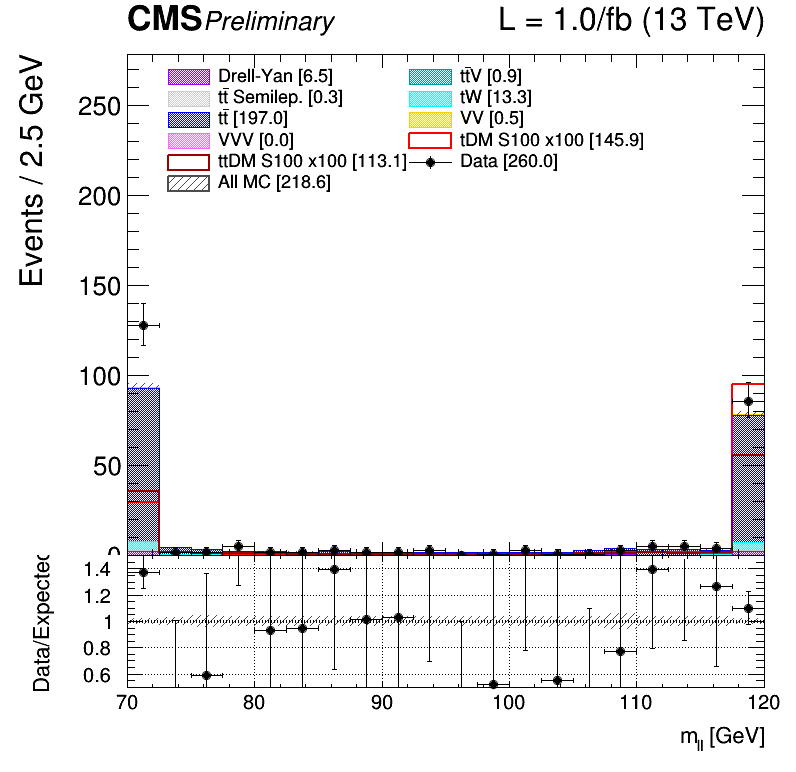 CMS Preliminary L = 1.0/fb (13 TeV)
Events / 2.5 GeV
Drell-Yan [6.5] tt̄V [0.9]
tt̄ Semilep. [0.3] tW [13.3]
tt̄ [197.0] VV [0.5]
VVV [0.0] tDM S100 x100 [145.9]
ttDM S100 x100 [113.1] Data [260.0]
All MC [218.6]
250
200
150
100
50
0
Data/Expected
1.4
1.2
1
0.8
0.6
70 80 90 100 110 120
m_ll [GeV]